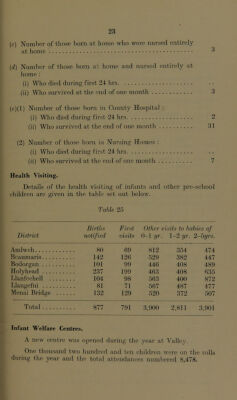 23
(c) Number of those born at home who were nursed entirely
at home ........ 3
(d) Number of those born at home and nursed entirely at
home :
(i) Who died during first 24 hrs. ........ ..
(ii) Who survived at the end of one month ........ 3
(e)(1) Number of those born in County Hospital :
(i) Who died during first 24 hrs. ........ 2
(ii) Who survived at the end of one month ........ 31
(2) Number of those born in Nursing Homes :
(i) Who died during first 24 hrs. ........ ..
(ii) Who survived at the end of one month ........ 7
Health Visiting.
Details of the health visiting of infants and other pre-school
children are given in the table set out below.
Table 25
Births First Other visits to babies of
District notified visits 0–1 yr. 1–2 yr. 2–5yrs.
Amlwch 80 69 812 354 474
Beaumaris 142 126 529 382 447
Bodorgan 101 99 446 408 489
Holyhead 237 199 463 408 635
Llanfechell 104 98 563 400 872
Llangefni 81 71 567 487 477
Menai Bridge 132 129 520 372 507
Total 877 791 3,900 2,811 3,901
Infant Welfare Centres.
A new centre was opened during the year at Valley.
One thousand two hundred and ten children were on the rolls
during the year and the total attendances numbered 8,478.